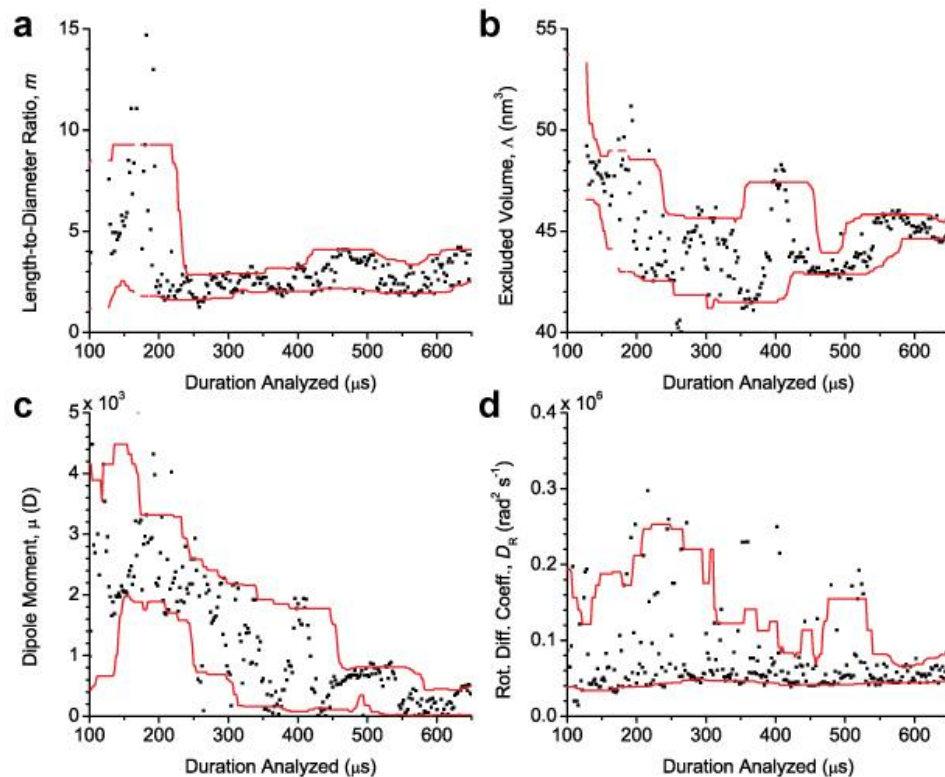 a
15
10
5
0
Length-to-Diameter Ratio, m
100 200 300 400 500 600
Duration Analyzed (μs)
b
55
50
45
40
Excluded Volume, Λ (nm³)
100 200 300 400 500 600
Duration Analyzed (μs)
c
x 10³
5
4
3
2
1
0
Dipole Moment, μ (D)
100 200 300 400 500 600
Duration Analyzed (μs)
d
x 10⁶
0.4
0.3
0.2
0.1
0.0
Rot. Diff. Coeff., D_R (rad² s⁻¹)
100 200 300 400 500 600
Duration Analyzed (μs)